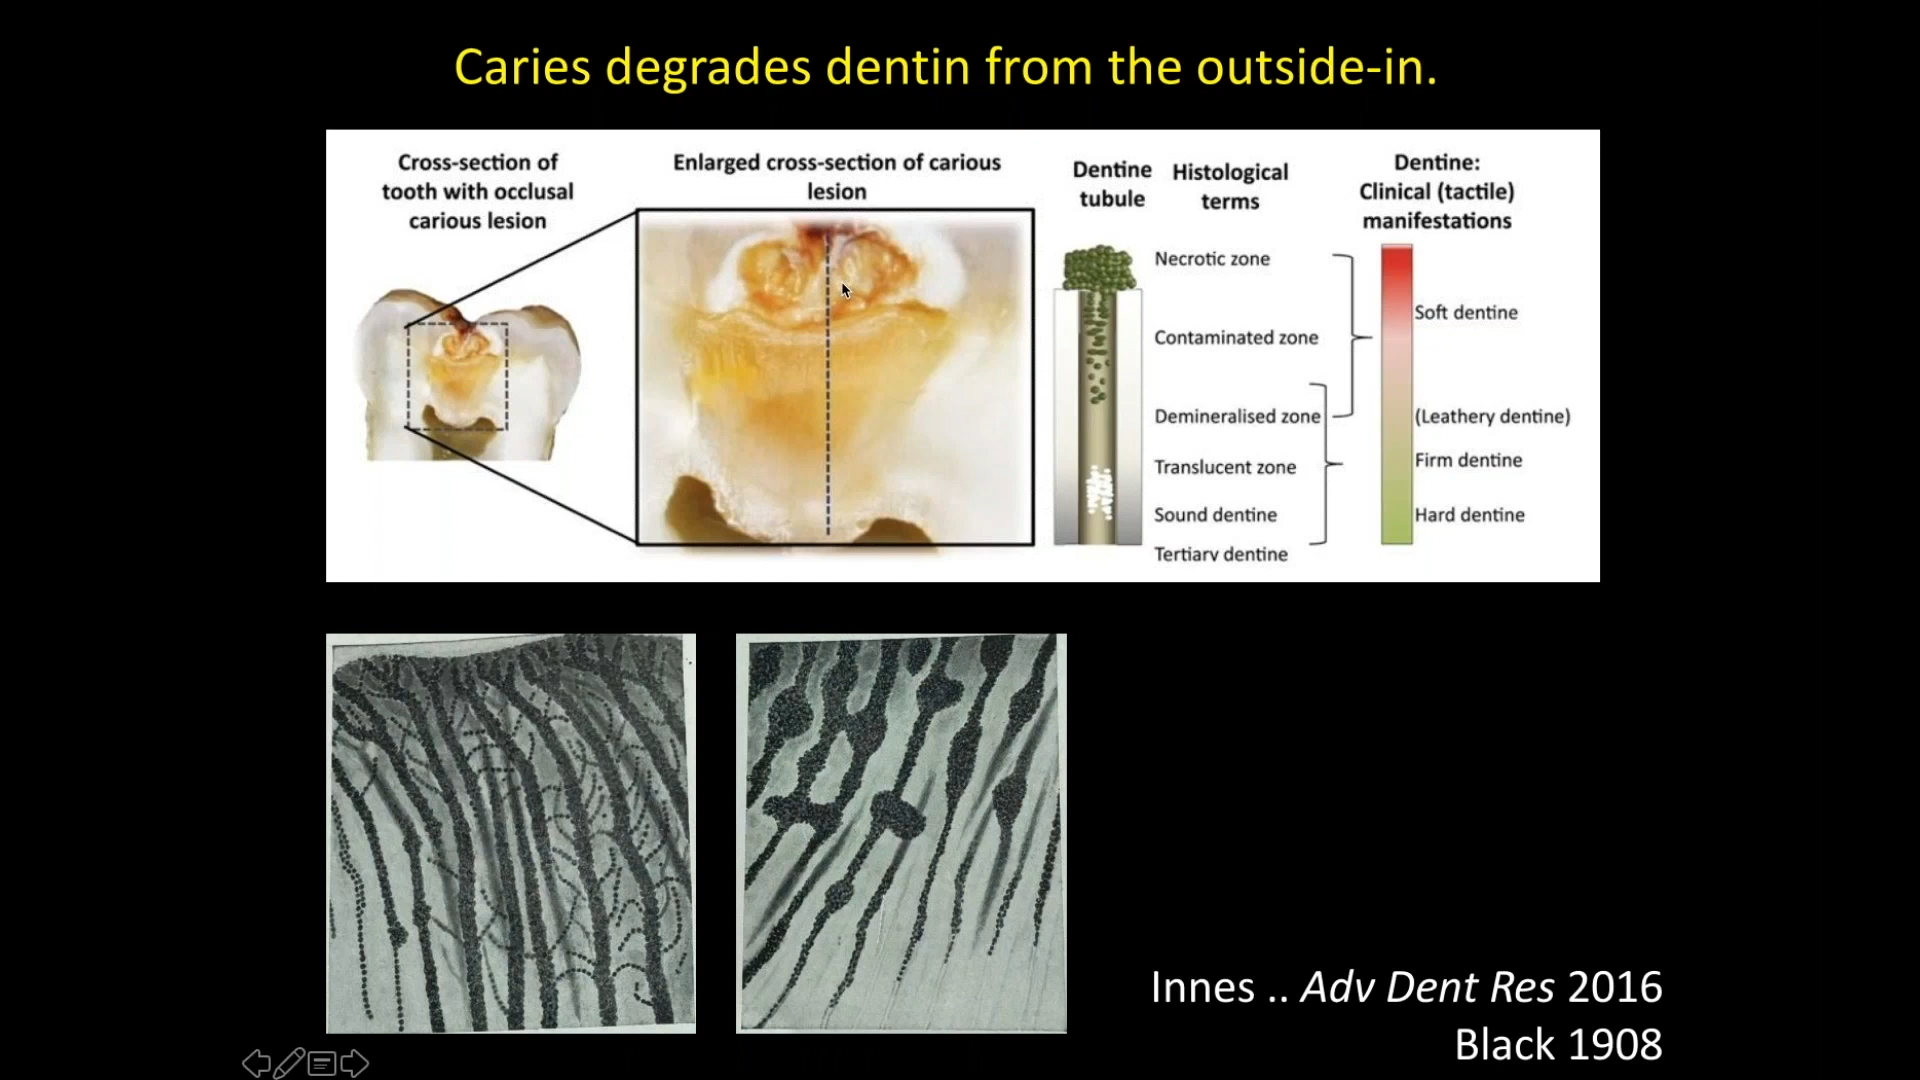 Caries degrades dentin from the outside-in.
Cross-section of
tooth with occlusal
carious lesion
Enlarged cross-section of carious
lesion
Dentine
tubule
Histological
terms
Dentine:
Clinical (tactile)
manifestations
Necrotic zone
Contaminated zone
Demineralised zone
Translucent zone
Sound dentine
Tertiary dentine
Soft dentine
(Leathery dentine)
Firm dentine
Hard dentine
Innes .. Adv Dent Res 2016
Black 1908